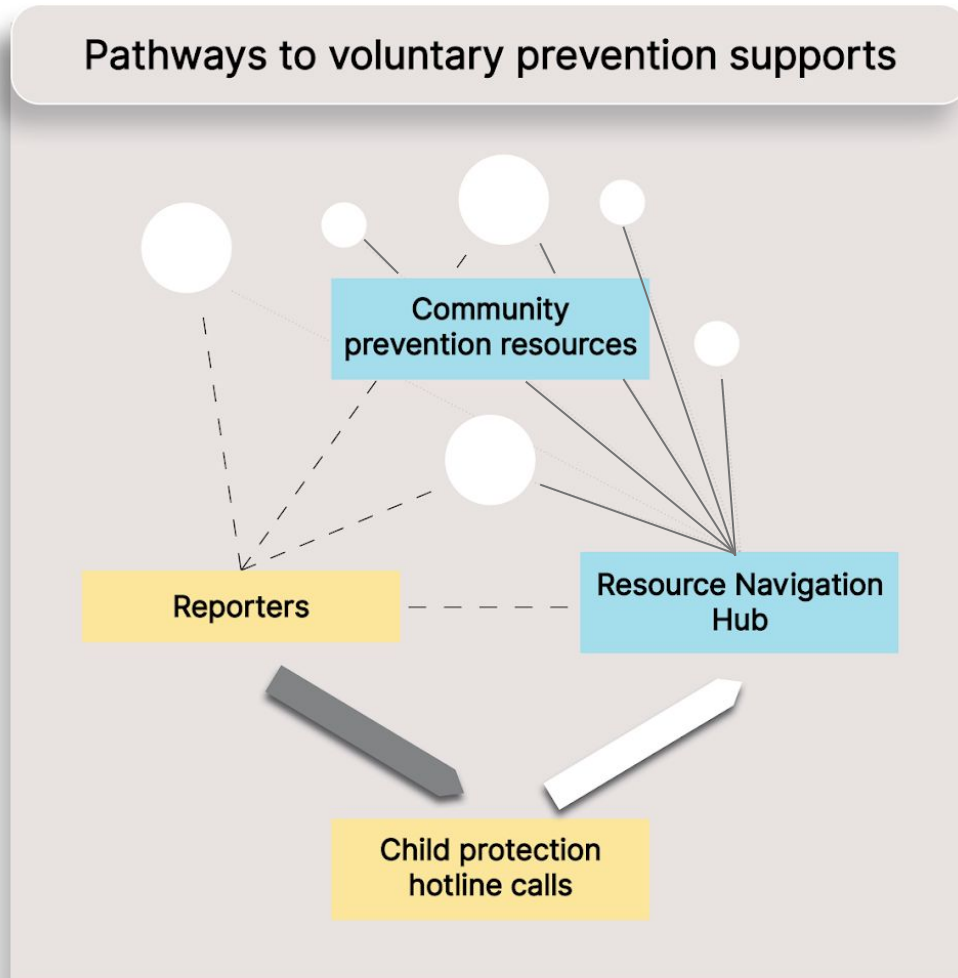 Pathways to voluntary prevention supports
Community
prevention resources
Reporters
Resource Navigation
Hub
Child protection
hotline calls